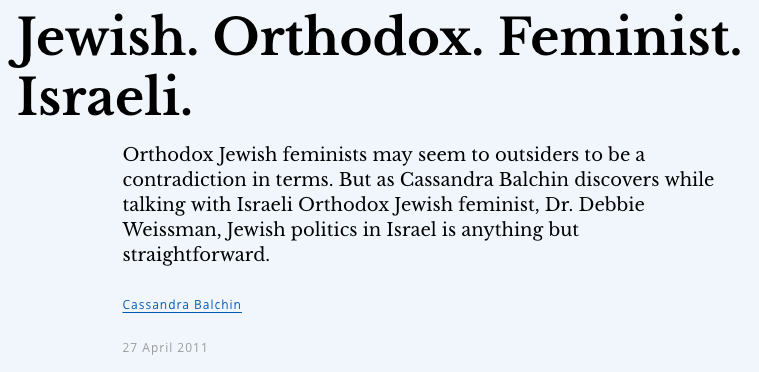 Jewish. Orthodox. Feminist.
Israeli.
Orthodox Jewish feminists may seem to outsiders to be a
contradiction in terms. But as Cassandra Balchin discovers while
talking with Israeli Orthodox Jewish feminist, Dr. Debbie
Weissman, Jewish politics in Israel is anything but
straightforward.
Cassandra Balchin
27 April 2011